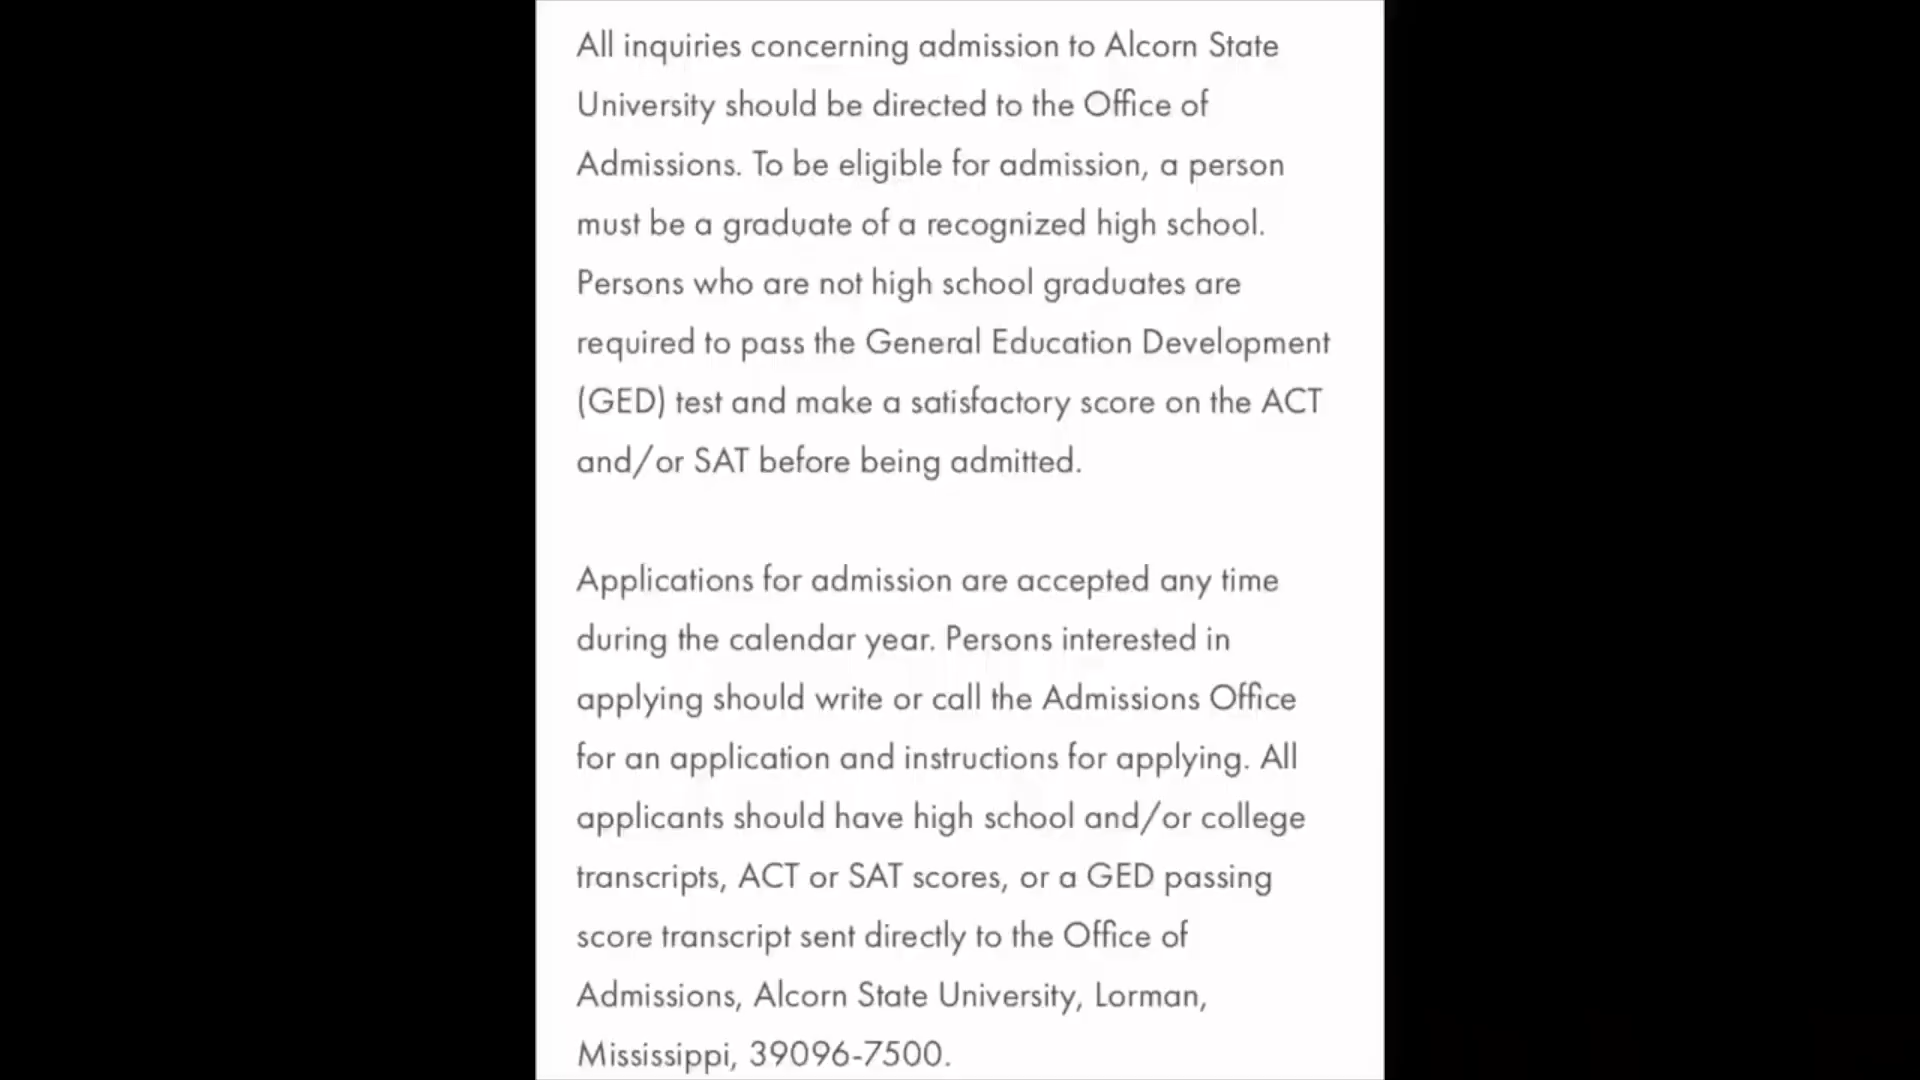 All inquiries concerning admission to Alcorn State
University should be directed to the Office of
Admissions. To be eligible for admission, a person
must be a graduate of a recognized high school.
Persons who are not high school graduates are
required to pass the General Education Development
(GED) test and make a satisfactory score on the ACT
and/or SAT before being admitted.
Applications for admission are accepted any time
during the calendar year. Persons interested in
applying should write or call the Admissions Office
for an application and instructions for applying. All
applicants should have high school and/or college
transcripts, ACT or SAT scores, or a GED passing
score transcript sent directly to the Office of
Admissions, Alcorn State University, Lorman,
Mississippi, 39096-7500.